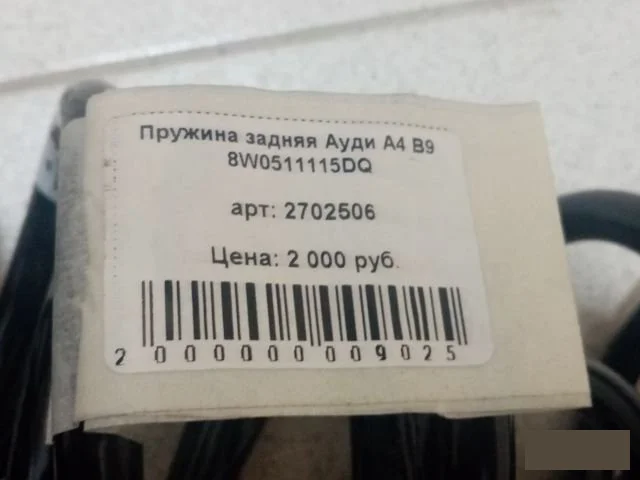 Пружина задняя Ауди А4 В9
8W0511115DQ
арт: 2702506
Цена: 2 000 руб.
2 000000 009025